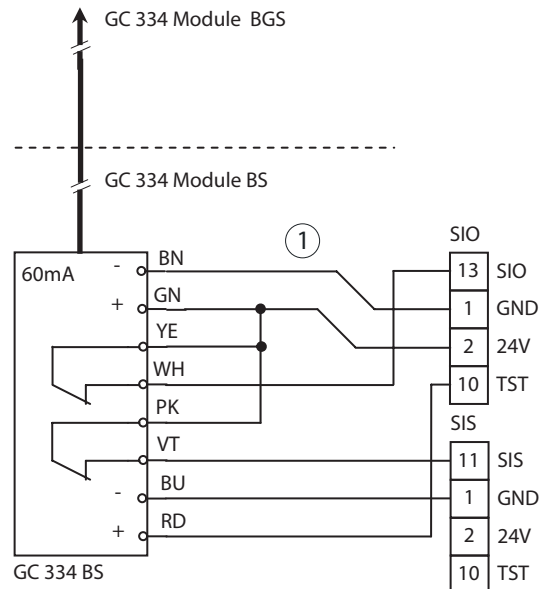 GC 334 Module BGS
GC 334 Module BS
1
SIO
60mA
- BN
13 SIO
+ GN
1 GND
YE
2 24V
WH
10 TST
PK
SIS
VT
11 SIS
- BU
1 GND
+ RD
2 24V
GC 334 BS
10 TST